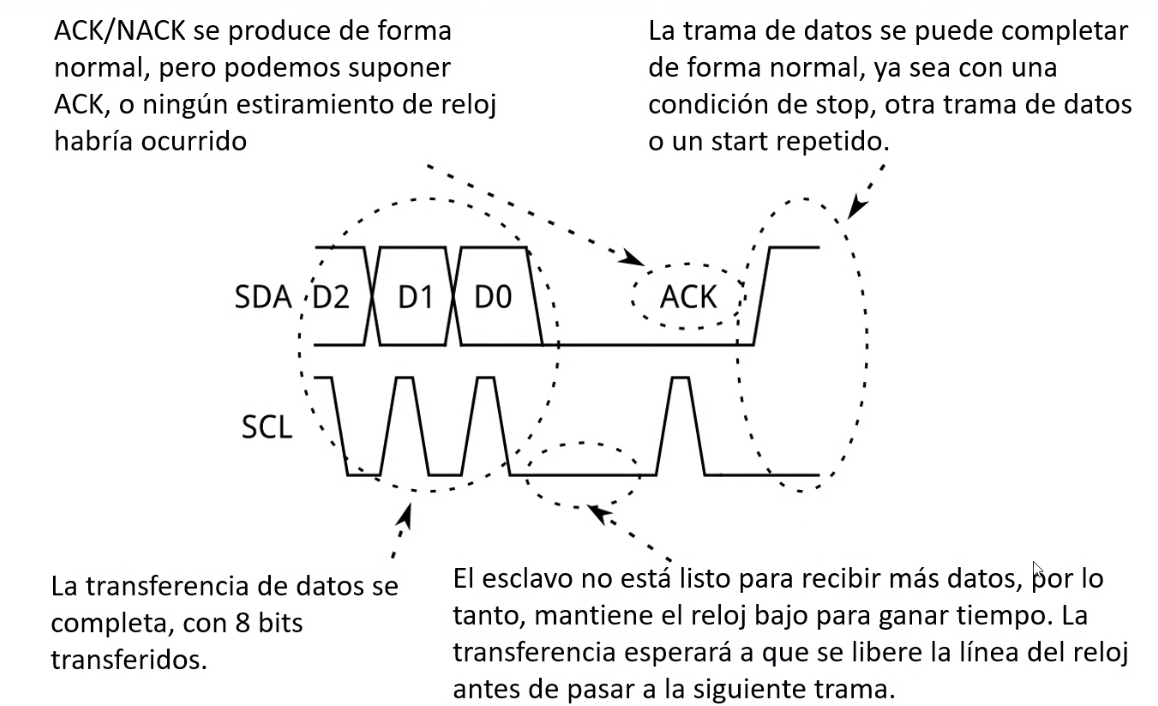 ACK/NACK se produce de forma
normal, pero podemos suponer
ACK, o ningún estiramiento de reloj
habría ocurrido
La trama de datos se puede completar
de forma normal, ya sea con una
condición de stop, otra trama de datos
o un start repetido.
SDA D2 D1 D0 ACK
SCL
La transferencia de datos se
completa, con 8 bits
transferidos.
El esclavo no está listo para recibir más datos, por lo
tanto, mantiene el reloj bajo para ganar tiempo. La
transferencia esperará a que se libere la línea del reloj
antes de pasar a la siguiente trama.